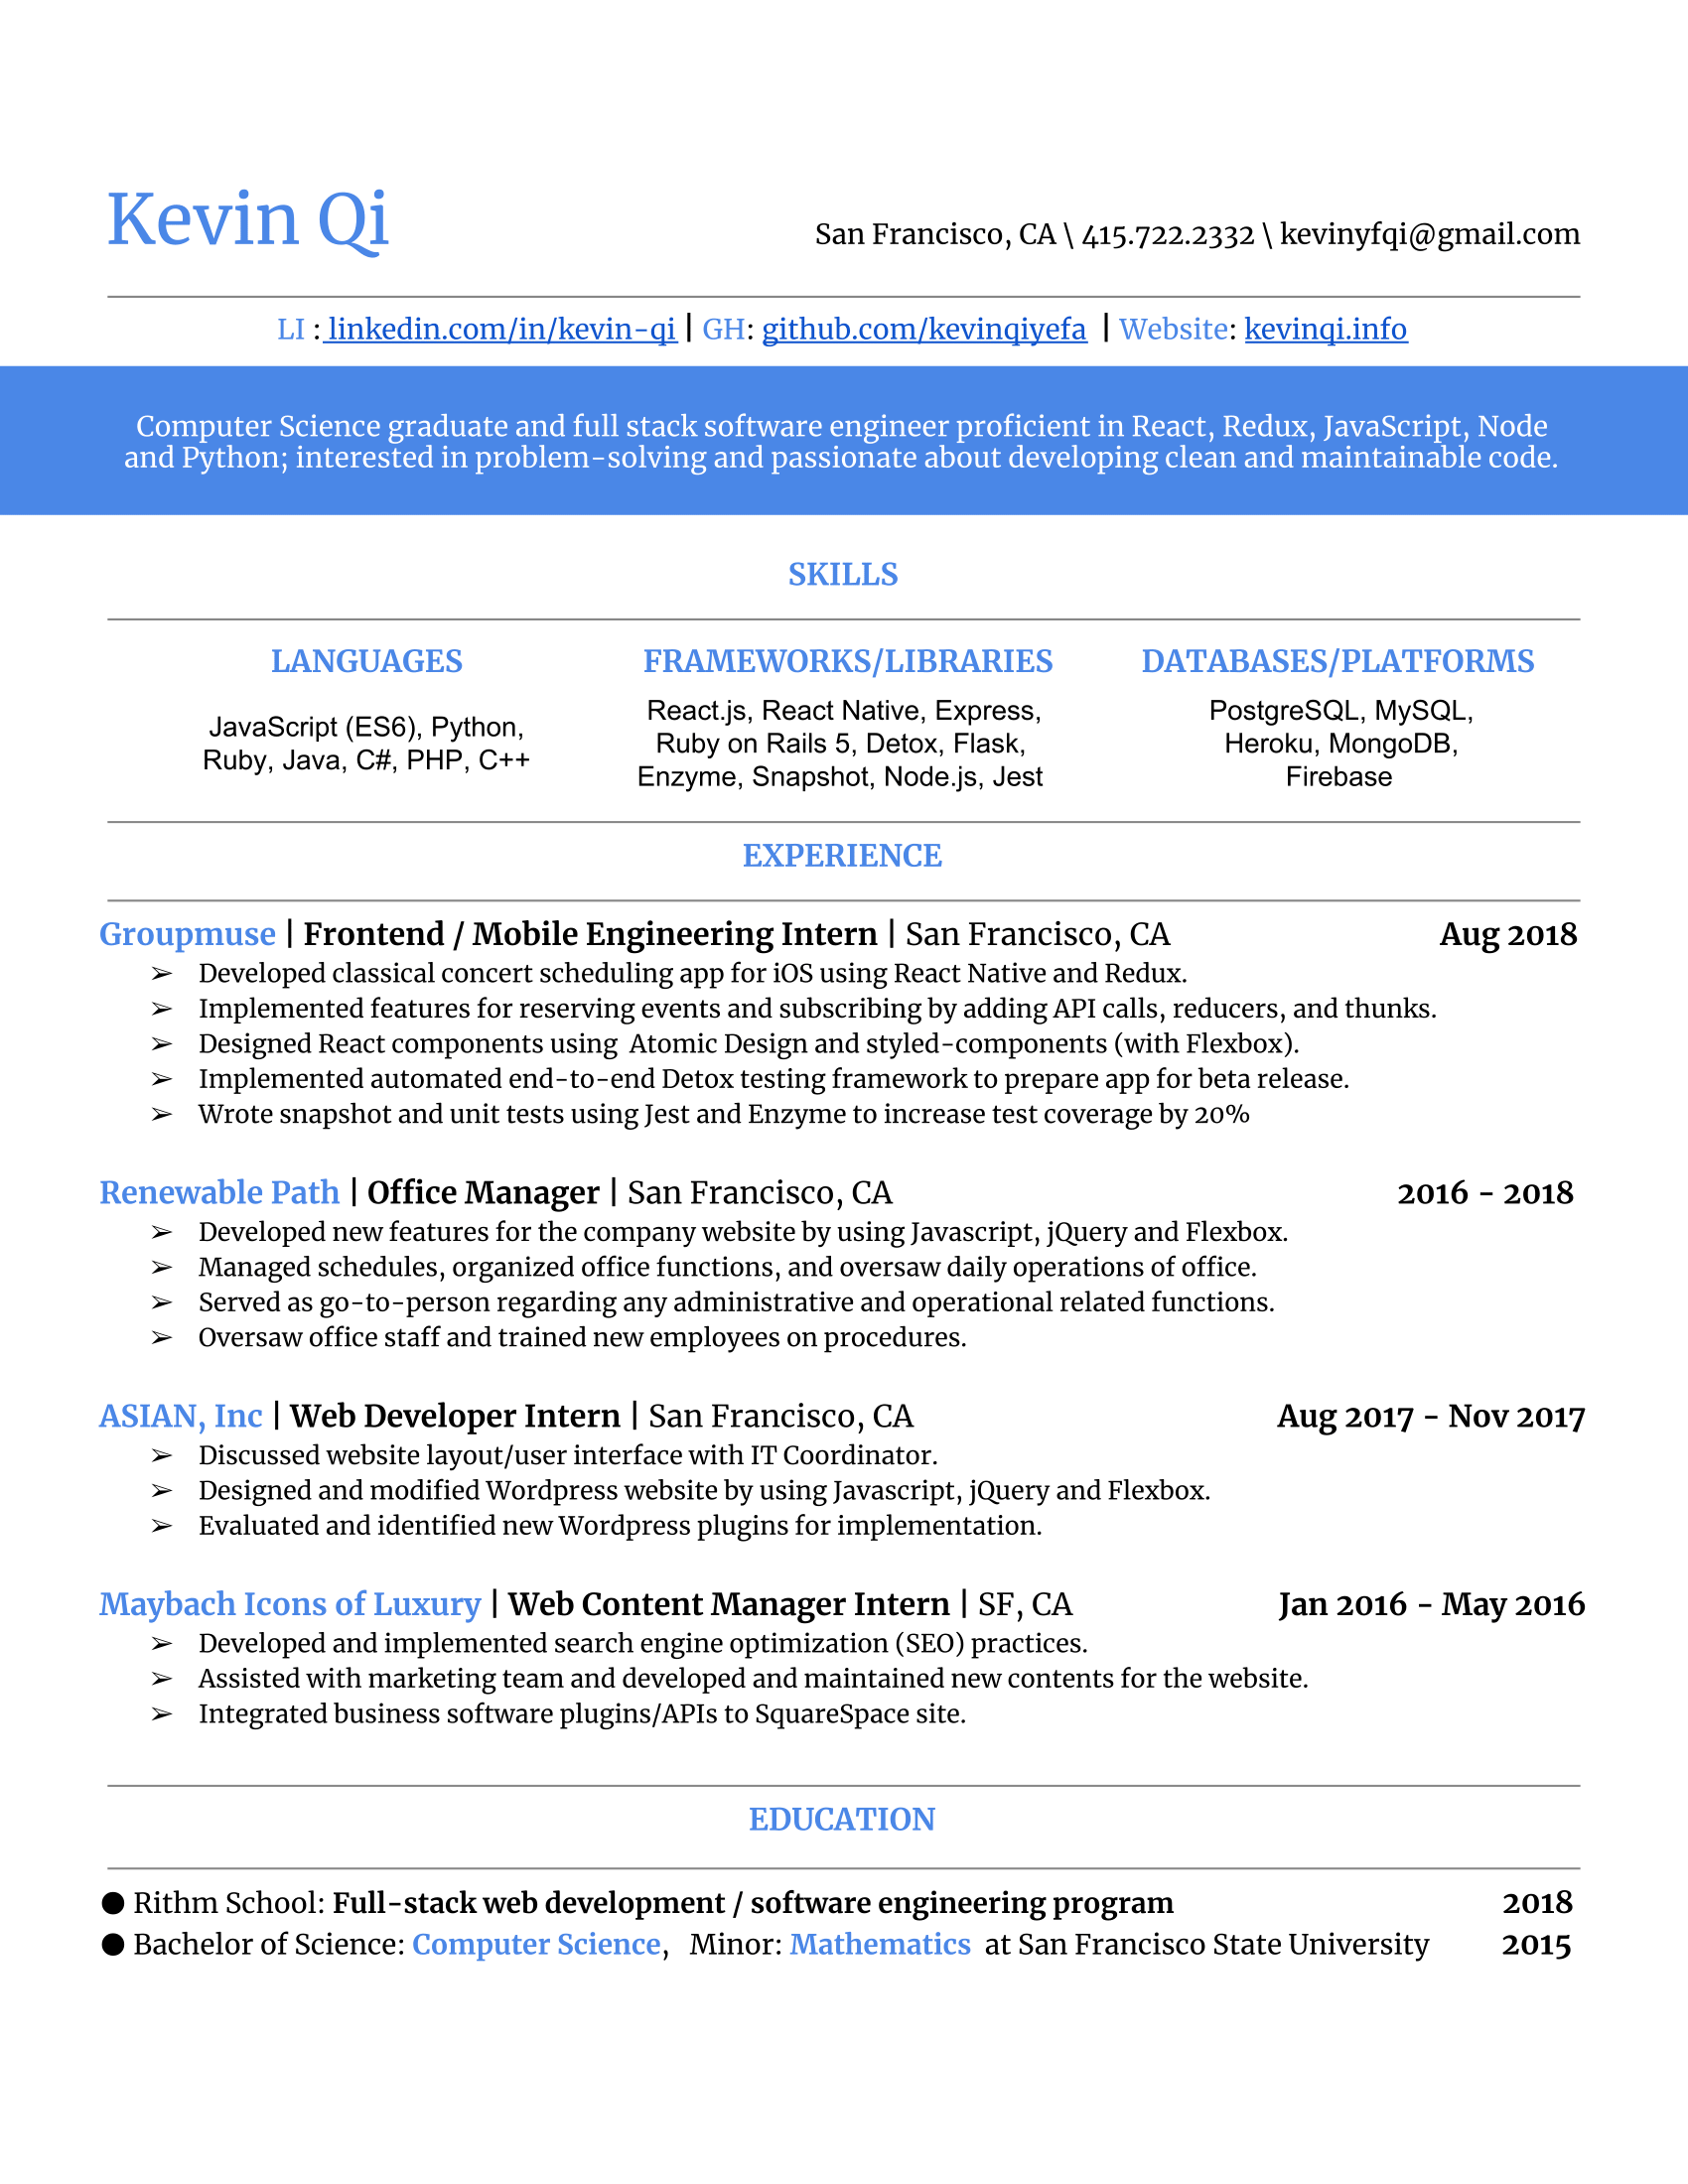 Kevin Qi
San Francisco, CA \ 415.722.2332 \ kevinyfqi@gmail.com
LI : linkedin.com/in/kevin-qi | GH: github.com/kevinqiyefa | Website: kevinqi.info
Computer Science graduate and full stack software engineer proficient in React, Redux, JavaScript, Node
and Python; interested in problem-solving and passionate about developing clean and maintainable code.
SKILLS
LANGUAGES
JavaScript (ES6), Python,
Ruby, Java, C#, PHP, C++
FRAMEWORKS/LIBRARIES
React.js, React Native, Express,
Ruby on Rails 5, Detox, Flask,
Enzyme, Snapshot, Node.js, Jest
DATABASES/PLATFORMS
PostgreSQL, MySQL,
Heroku, MongoDB,
Firebase
EXPERIENCE
Groupmuse | Frontend / Mobile Engineering Intern | San Francisco, CA Aug 2018
➢ Developed classical concert scheduling app for iOS using React Native and Redux.
➢ Implemented features for reserving events and subscribing by adding API calls, reducers, and thunks.
➢ Designed React components using  Atomic Design and styled-components (with Flexbox).
➢ Implemented automated end-to-end Detox testing framework to prepare app for beta release.
➢ Wrote snapshot and unit tests using Jest and Enzyme to increase test coverage by 20%
Renewable Path | Office Manager | San Francisco, CA 2016 - 2018
➢ Developed new features for the company website by using Javascript, jQuery and Flexbox.
➢ Managed schedules, organized office functions, and oversaw daily operations of office.
➢ Served as go-to-person regarding any administrative and operational related functions.
➢ Oversaw office staff and trained new employees on procedures.
ASIAN, Inc | Web Developer Intern | San Francisco, CA Aug 2017 - Nov 2017
➢ Discussed website layout/user interface with IT Coordinator.
➢ Designed and modified Wordpress website by using Javascript, jQuery and Flexbox.
➢ Evaluated and identified new Wordpress plugins for implementation.
Maybach Icons of Luxury | Web Content Manager Intern | SF, CA Jan 2016 - May 2016
➢ Developed and implemented search engine optimization (SEO) practices.
➢ Assisted with marketing team and developed and maintained new contents for the website.
➢ Integrated business software plugins/APIs to SquareSpace site.
EDUCATION
● Rithm School: Full-stack web development / software engineering program 2018
● Bachelor of Science: Computer Science, Minor: Mathematics at San Francisco State University 2015